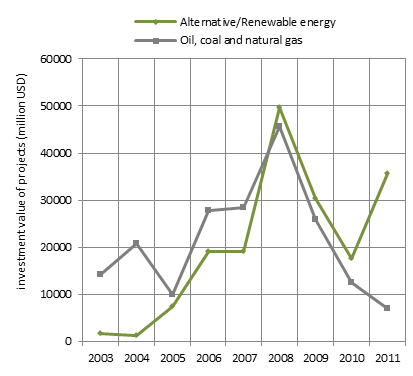 Alternative/Renewable energy
Oil, coal and natural gas
investment value of projects (million USD)
60000
50000
40000
30000
20000
10000
0
2003 2004 2005 2006 2007 2008 2009 2010 2011